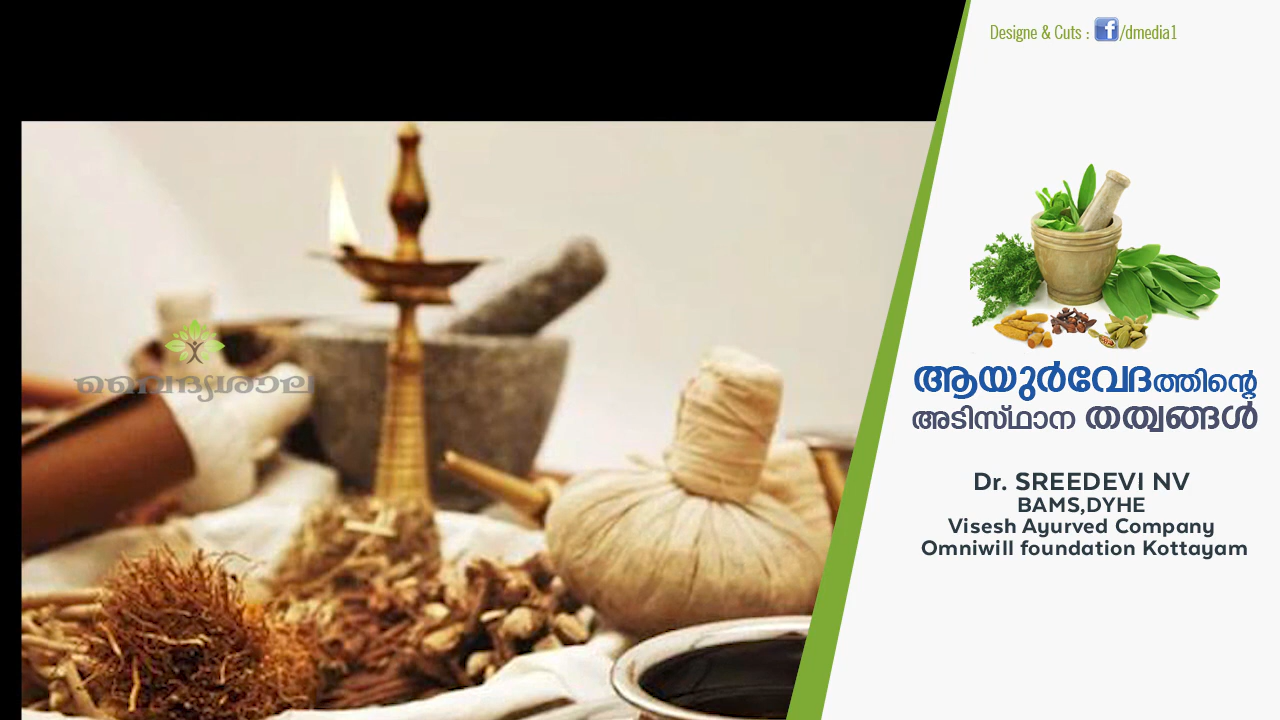 Designe & Cuts : f/dmedia1
വൈദ്യശാല
ആയുർവേദത്തിന്റെ
അടിസ്ഥാന തത്വങ്ങൾ
Dr. SREEDEVI NV
BAMS,DYHE
Visesh Ayurved Company
Omniwill foundation Kottayam